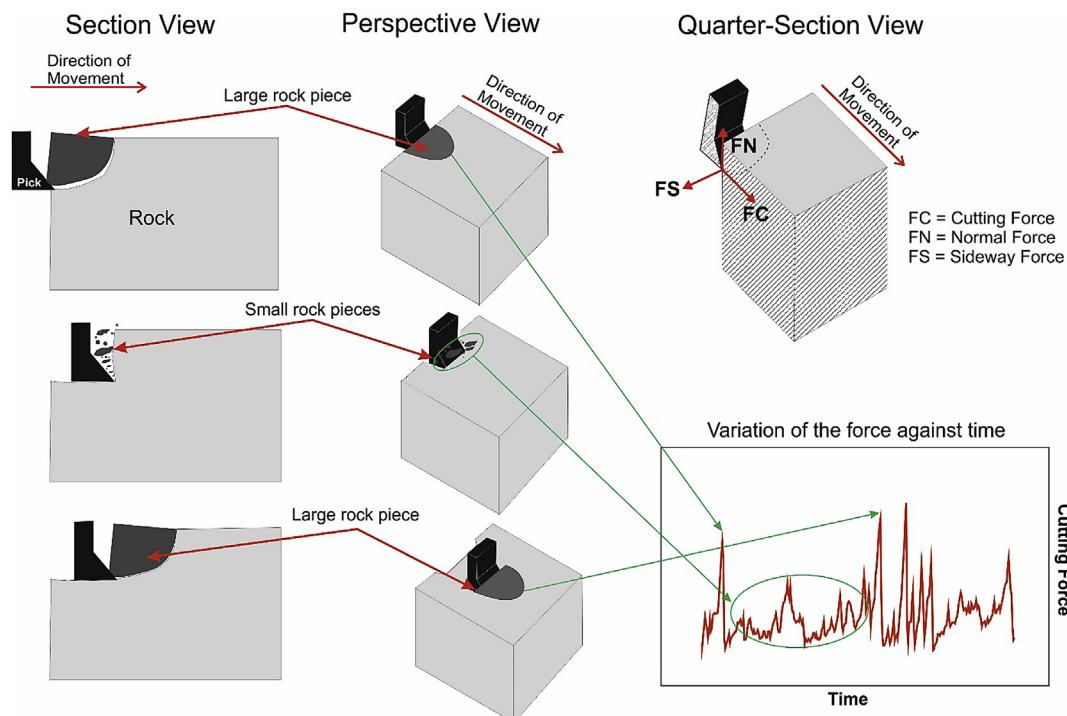 Section View
Perspective View
Quarter-Section View
Direction of
Movement
Large rock piece
Direction of
Movement
Direction of
Movement
Pick
Rock
FN
FS
FC
FC = Cutting Force
FN = Normal Force
FS = Sideway Force
Small rock pieces
Variation of the force against time
Large rock piece
Cutting Force
Time